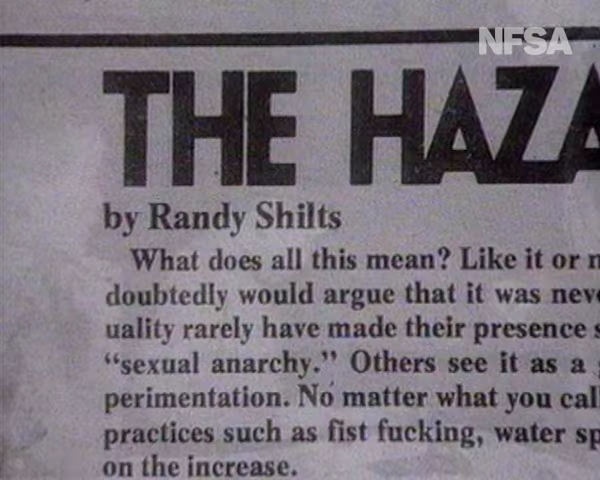 NFSA
THE HAZA
by Randy Shilts
What does all this mean? Like it or n
doubtedly would argue that it was neve
uality rarely have made their presence s
“sexual anarchy.” Others see it as a
perimentation. No matter what you cal
practices such as fist fucking, water sp
on the increase.